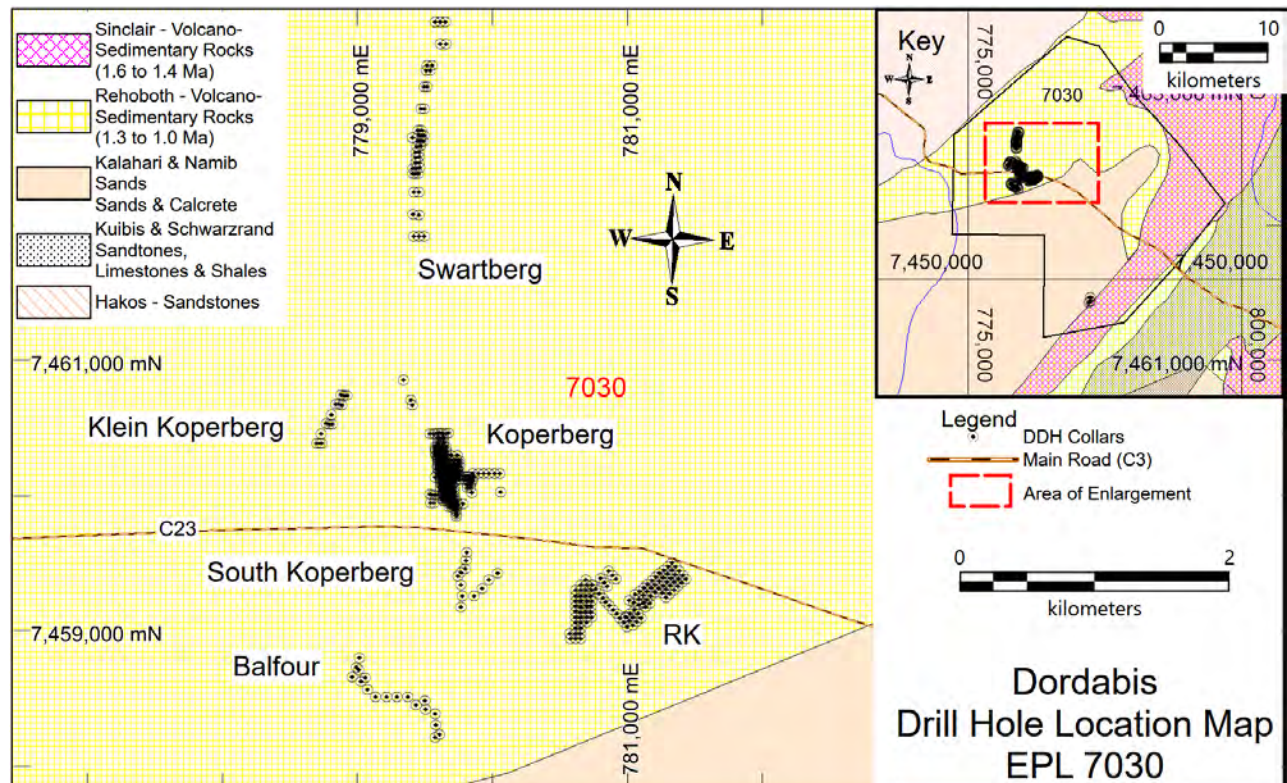 Sinclair - Volcano-
Sedimentary Rocks
(1.6 to 1.4 Ma)
Rehoboth - Volcano-
Sedimentary Rocks
(1.3 to 1.0 Ma)
Kalahari & Namib
Sands
Sands & Calcrete
Kuibis & Schwarzrand
Sandtones,
Limestones & Shales
Hakos - Sandstones
779,000 mE
781,000 mE
N
W E
S
Swartberg
7,461,000 mN
7030
Klein Koperberg
Koperberg
C23
South Koperberg
7,459,000 mN
RK
Balfour
781,000 mE
Key
N
W E
S
775,000
0 10
kilometers
7030
7,450,000
7,450,000
775,000
800,000
7,461,000 mN
Legend
DDH Collars
Main Road (C3)
Area of Enlargement
0 2
kilometers
Dordabis
Drill Hole Location Map
EPL 7030